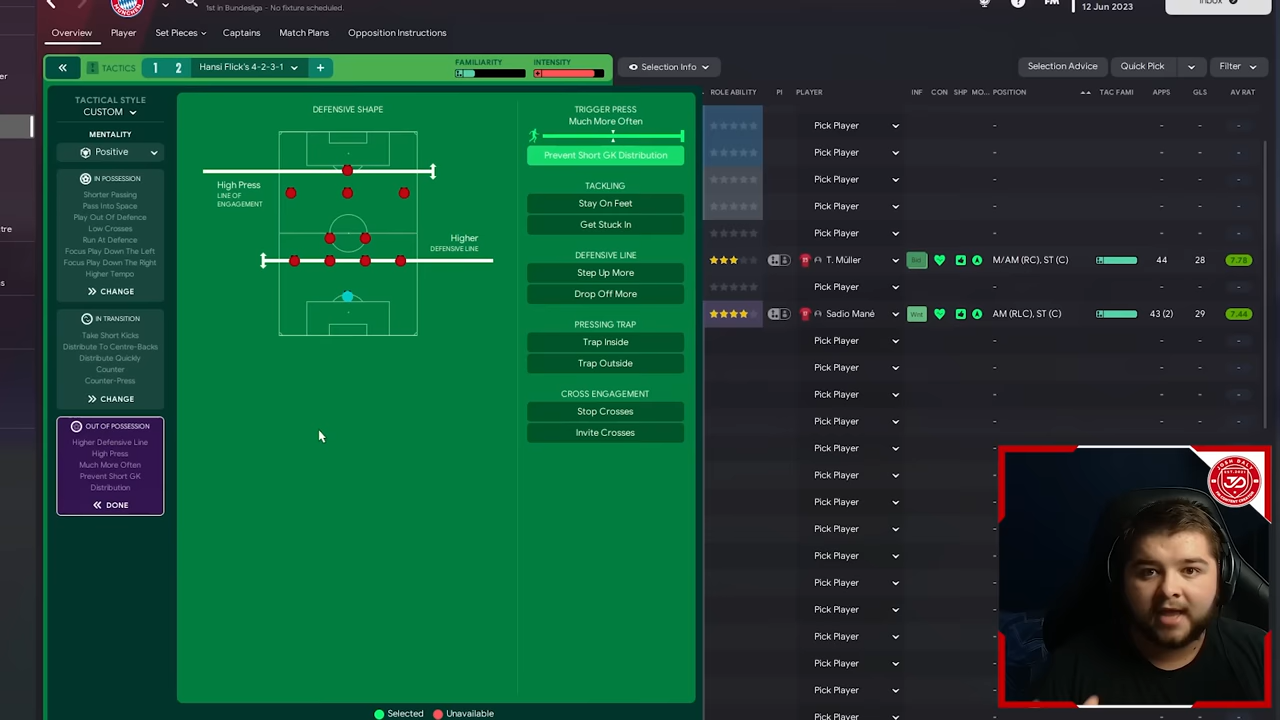 1st in Bundesliga - No fixture scheduled.
FM
12 Jun 2023
Inbox
Overview
Player
Set Pieces
Captains
Match Plans
Opposition Instructions
TACTICS
1
2
Hansi Flick's 4-2-3-1
+
FAMILIARITY
INTENSITY
Selection Info
Selection Advice
Quick Pick
Filter
TACTICAL STYLE
CUSTOM
MENTALITY
Positive
IN POSSESSION
Shorter Passing
Pass Into Space
Play Out Of Defence
Low Crosses
Run At Defence
Focus Play Down The Left
Focus Play Down The Right
Higher Tempo
CHANGE
IN TRANSITION
Take Short Kicks
Distribute To Centre-Backs
Distribute Quickly
Counter
Counter-Press
CHANGE
OUT OF POSSESSION
Higher Defensive Line
High Press
Much More Often
Prevent Short GK
Distribution
DONE
DEFENSIVE SHAPE
High Press
LINE OF
ENGAGEMENT
Higher
DEFENSIVE LINE
TRIGGER PRESS
Much More Often
Prevent Short GK Distribution
TACKLING
Stay On Feet
Get Stuck In
DEFENSIVE LINE
Step Up More
Drop Off More
PRESSING TRAP
Trap Inside
Trap Outside
CROSS ENGAGEMENT
Stop Crosses
Invite Crosses
Selected
Unavailable
ROLE ABILITY PI PLAYER INF CON SHP MO... POSITION TAC FAMI APPS GLS AV RAT
Pick Player -
Pick Player -
Pick Player -
Pick Player -
Pick Player -
T. Müller M/AM (RC), ST (C) 44 28 7.78
Pick Player -
Sadio Mané Wnt AM (RLC), ST (C) 43 (2) 29 7.44
Pick Player -
Pick Player -
Pick Player -
Pick Player -
Pick Player
Pick Player
Pick Player
Pick Player
Pick Player
Pick Player
Pick Player
Pick Player
Pick Player
Pick Player
Pick Player
JOSH DALY